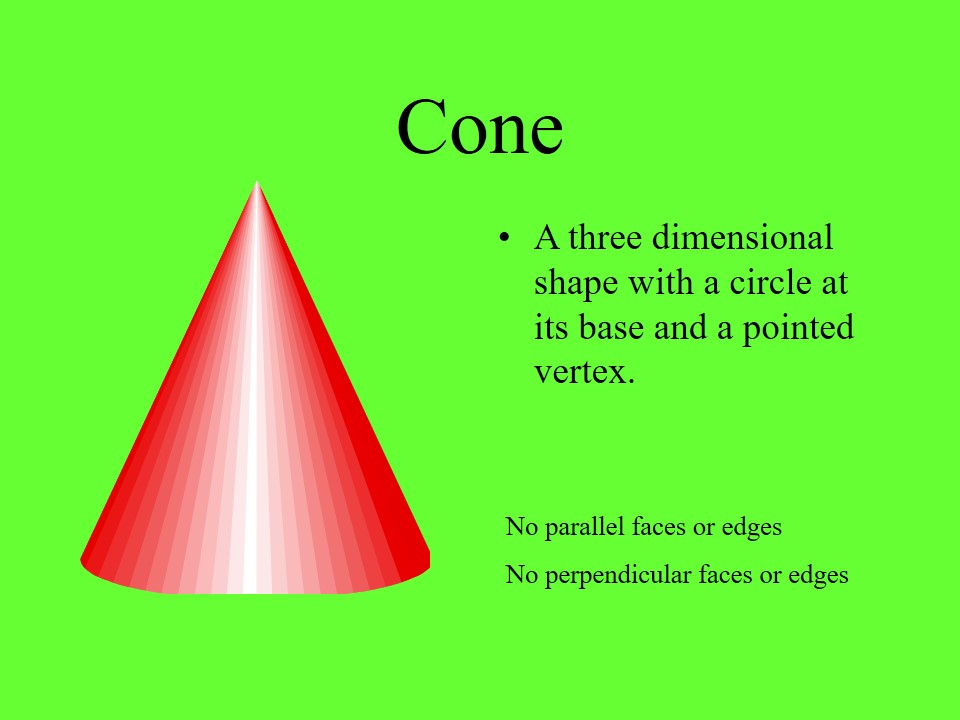 Cone
• A three dimensional
shape with a circle at
its base and a pointed
vertex.
No parallel faces or edges
No perpendicular faces or edges